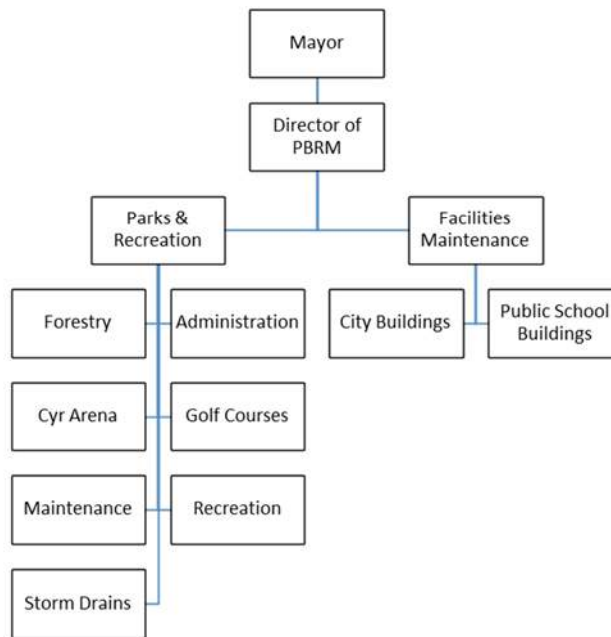 Mayor
Director of
PBRM
Parks &
Recreation
Facilities
Maintenance
Forestry
Administration
City Buildings
Public School
Buildings
Cyr Arena
Golf Courses
Maintenance
Recreation
Storm Drains